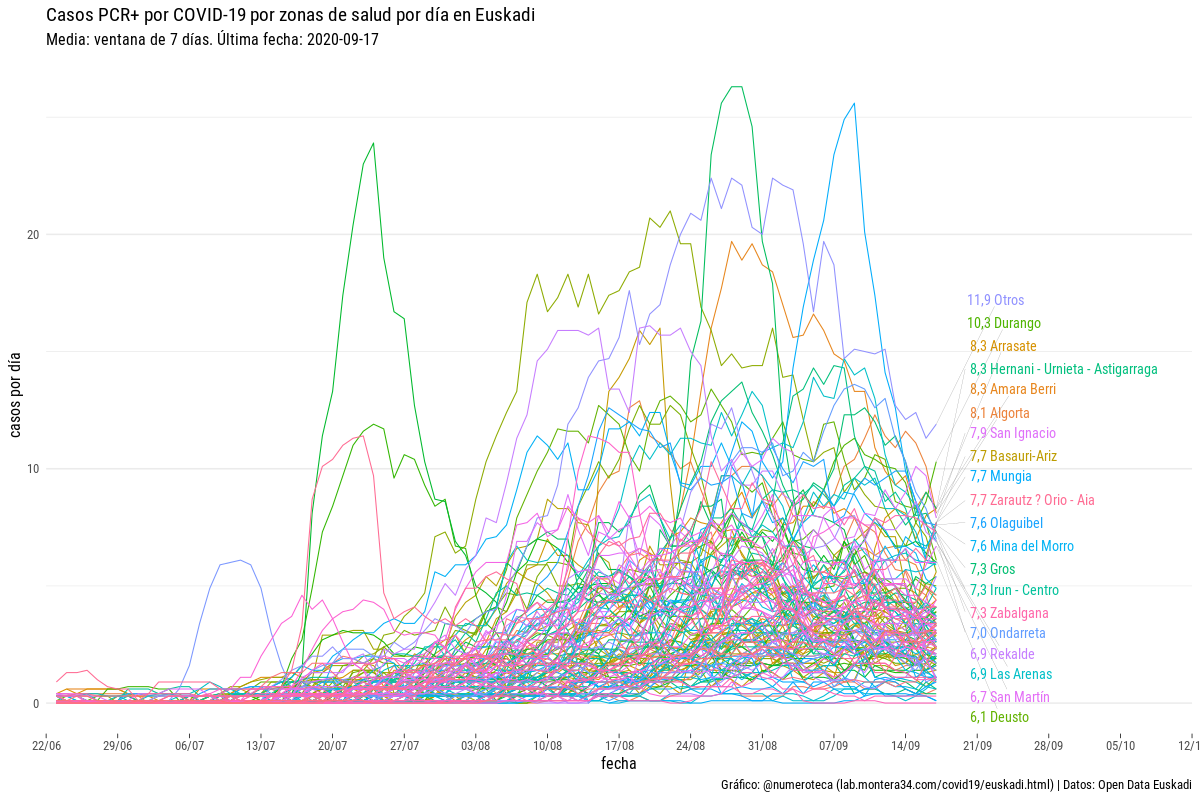 Casos PCR+ por COVID-19 por zonas de salud por día en Euskadi
Media: ventana de 7 días. Última fecha: 2020-09-17
casos por día
20
10
0
11,9 Otros
10,3 Durango
8,3 Arrasate
8,3 Hernani - Urnieta - Astigarraga
8,3 Amara Berri
8,1 Algorta
7,9 San Ignacio
7,7 Basauri-Ariz
7,7 Mungia
7,7 Zarautz ? Orio - Aia
7,6 Olaguibel
7,6 Mina del Morro
7,3 Gros
7,3 Irun - Centro
7,3 Zabalgana
7,0 Ondarreta
6,9 Rekalde
6,9 Las Arenas
6,7 San Martín
6,1 Deusto
22/06 29/06 06/07 13/07 20/07 27/07 03/08 10/08 17/08 24/08 31/08 07/09 14/09 21/09 28/09 05/10 12/1
fecha
Gráfico: @numeroteca (lab.montera34.com/covid19/euskadi.html) | Datos: Open Data Euskadi